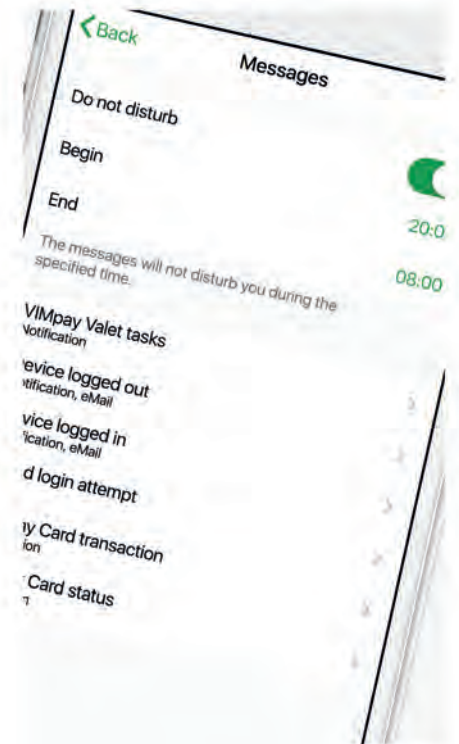 Back
Messages
Do not disturb
Begin
20:0
End
08:00
The messages will not disturb you during the
specified time.
VIMpay Valet tasks
Notification
evice logged out
otification, eMail
vice logged in
ication, eMail
d login attempt
ay Card transaction
ion
Card status